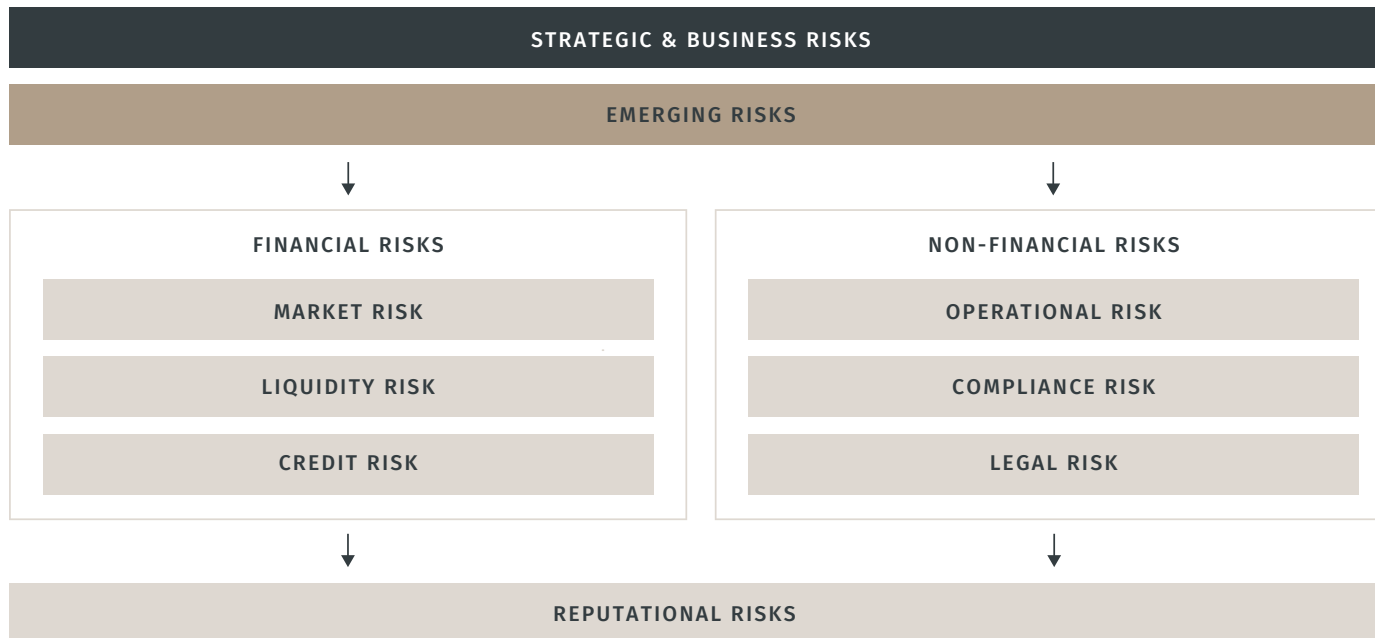 STRATEGIC & BUSINESS RISKS
EMERGING RISKS
FINANCIAL RISKS
MARKET RISK
LIQUIDITY RISK
CREDIT RISK
NON-FINANCIAL RISKS
OPERATIONAL RISK
COMPLIANCE RISK
LEGAL RISK
REPUTATIONAL RISKS